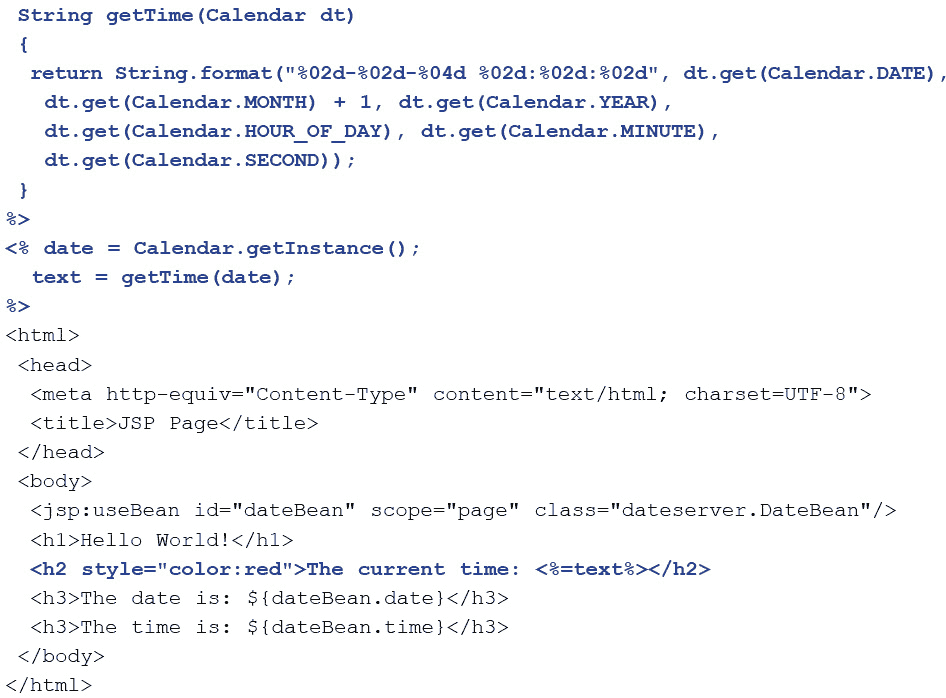 String getTime(Calendar dt)
{
return String.format("%02d-%02d-%04d %02d:%02d:%02d", dt.get(Calendar.DATE),
dt.get(Calendar.MONTH) + 1, dt.get(Calendar.YEAR),
dt.get(Calendar.HOUR_OF_DAY), dt.get(Calendar.MINUTE),
dt.get(Calendar.SECOND));
}
%>
<% date = Calendar.getInstance();
text = getTime(date);
%>
<html>
<head>
<meta http-equiv="Content-Type" content="text/html; charset=UTF-8">
<title>JSP Page</title>
</head>
<body>
<jsp:useBean id="dateBean" scope="page" class="dateserver.DateBean"/>
<h1>Hello World!</h1>
<h2 style="color:red">The current time: <%=text%></h2>
<h3>The date is: ${dateBean.date}</h3>
<h3>The time is: ${dateBean.time}</h3>
</body>
</html>